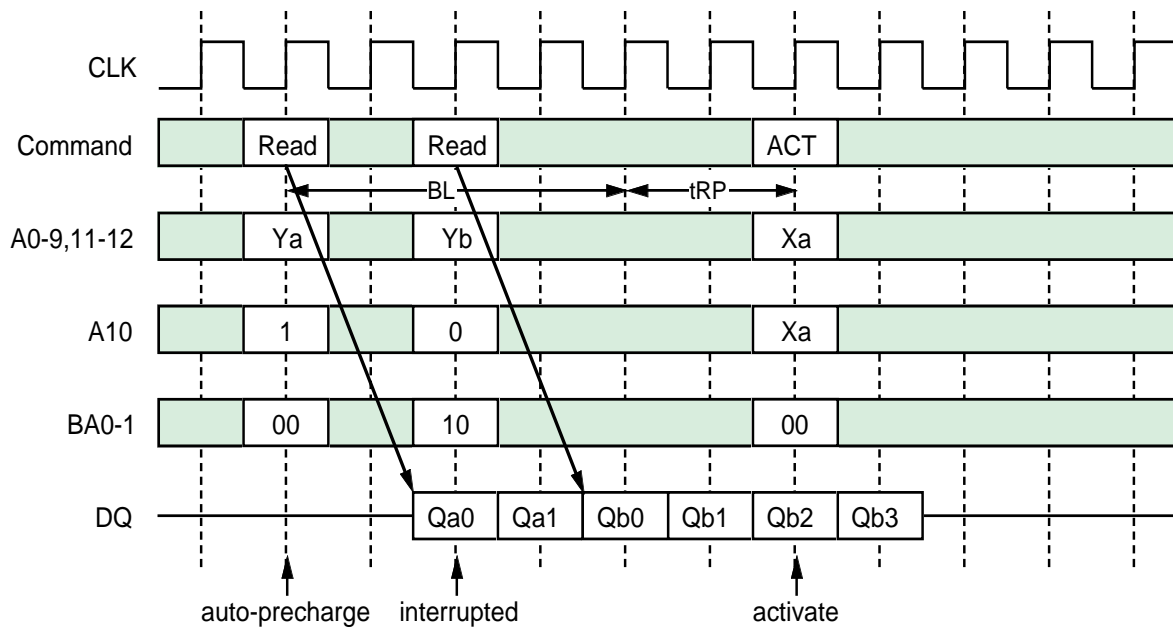 CLK
Command Read Read ACT
BL tRP
A0-9,11-12 Ya Yb Xa
A10 1 0 Xa
BA0-1 00 10 00
DQ Qa0 Qa1 Qb0 Qb1 Qb2 Qb3
auto-precharge interrupted activate